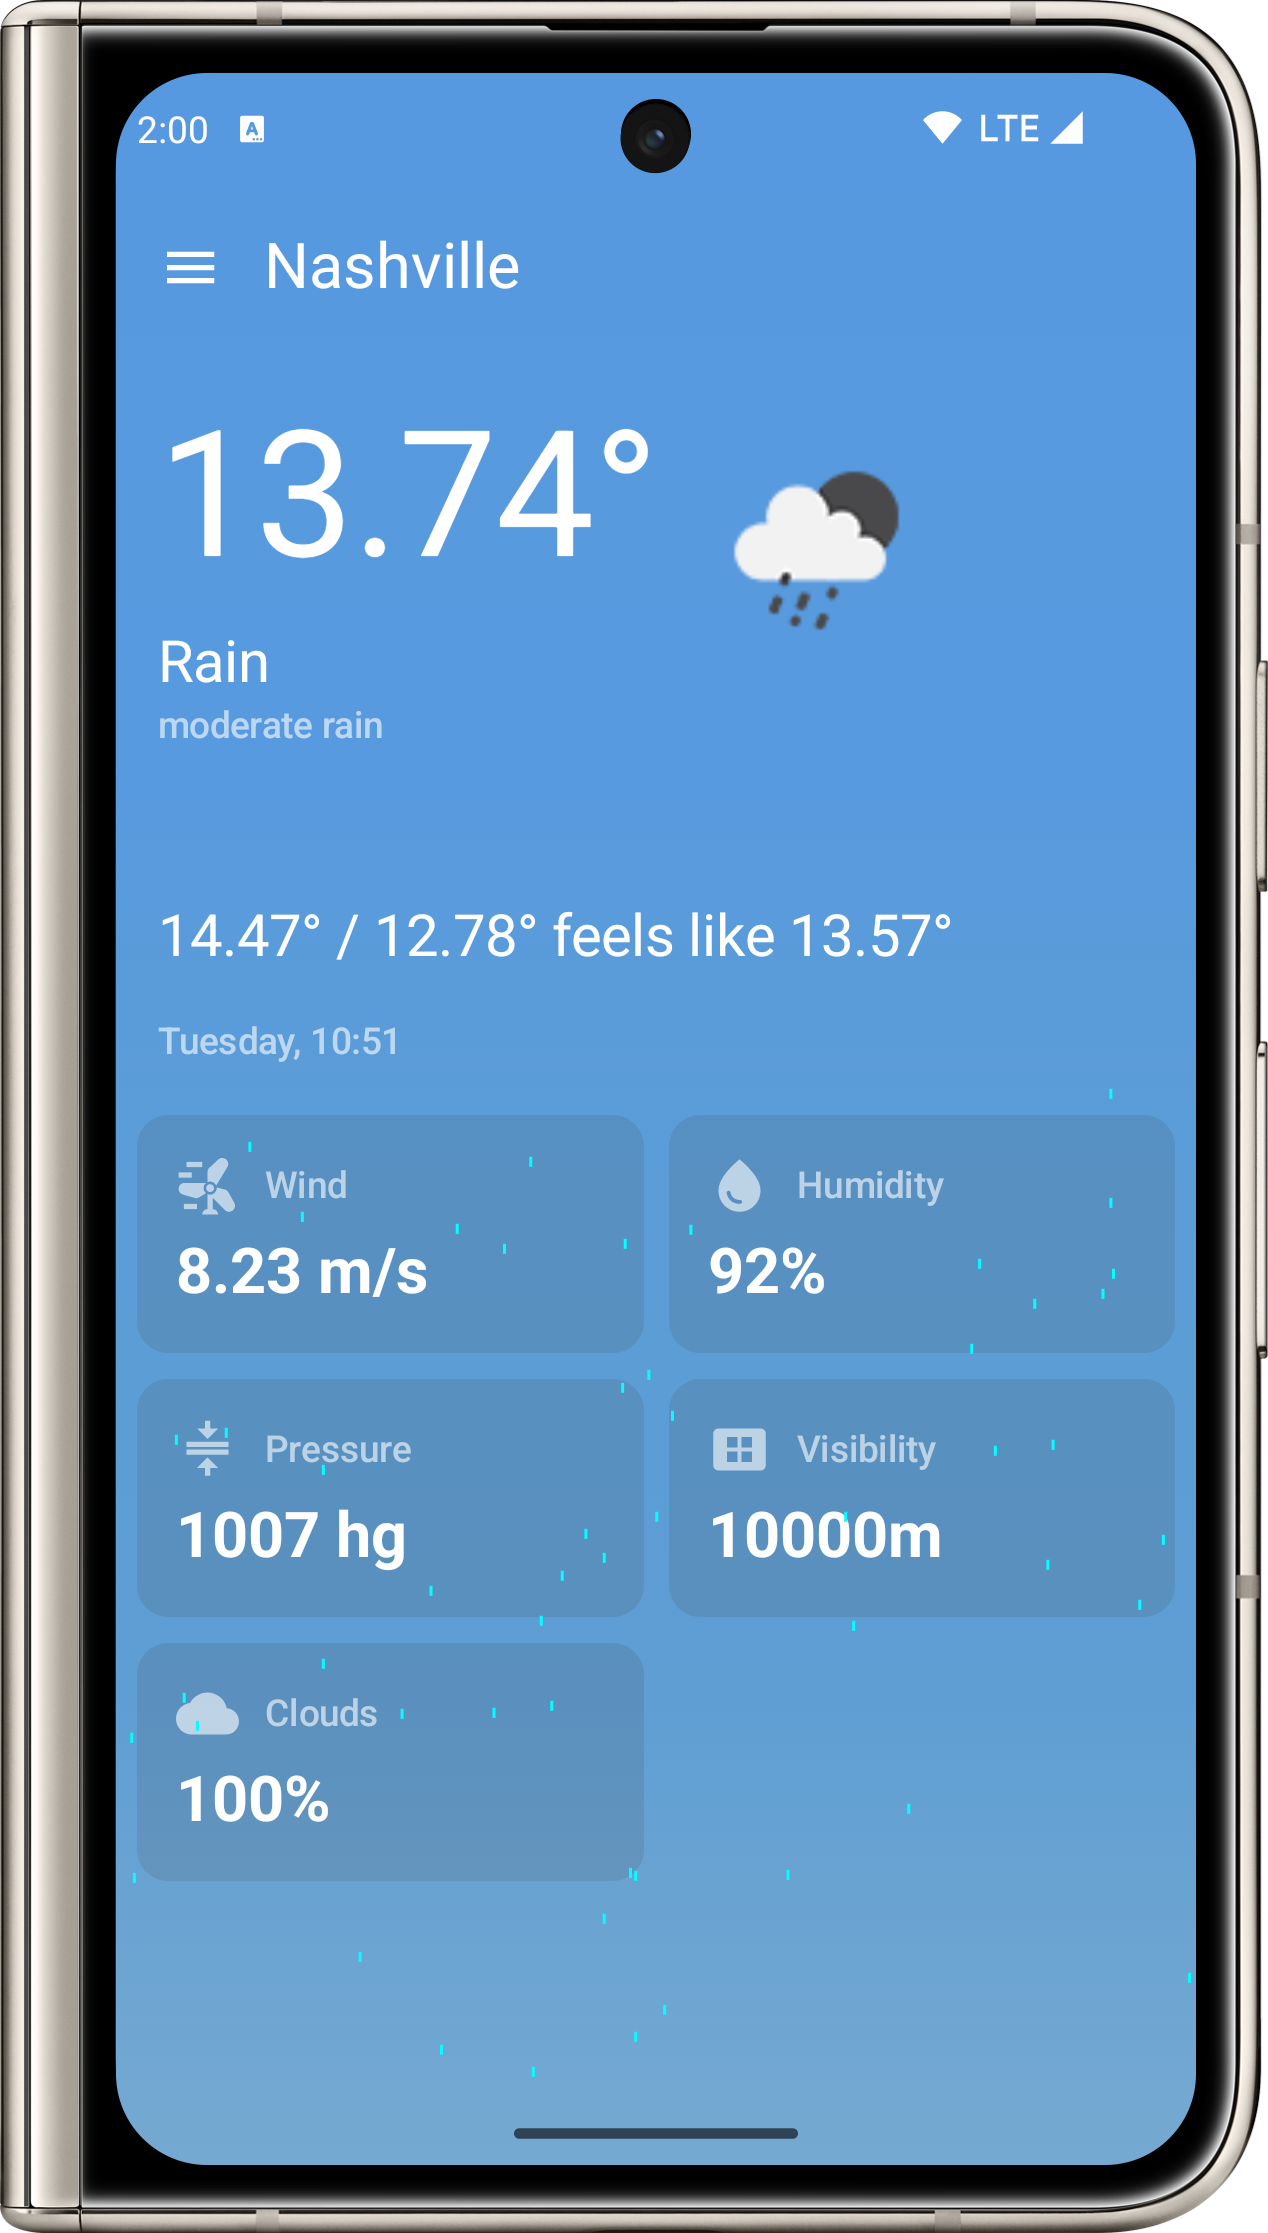 2:00 A LTE
Nashville
13.74°
Rain
moderate rain
14.47° / 12.78° feels like 13.57°
Tuesday, 10:51
Wind
8.23 m/s
Humidity
92%
Pressure
1007 hg
Visibility
10000m
Clouds
100%